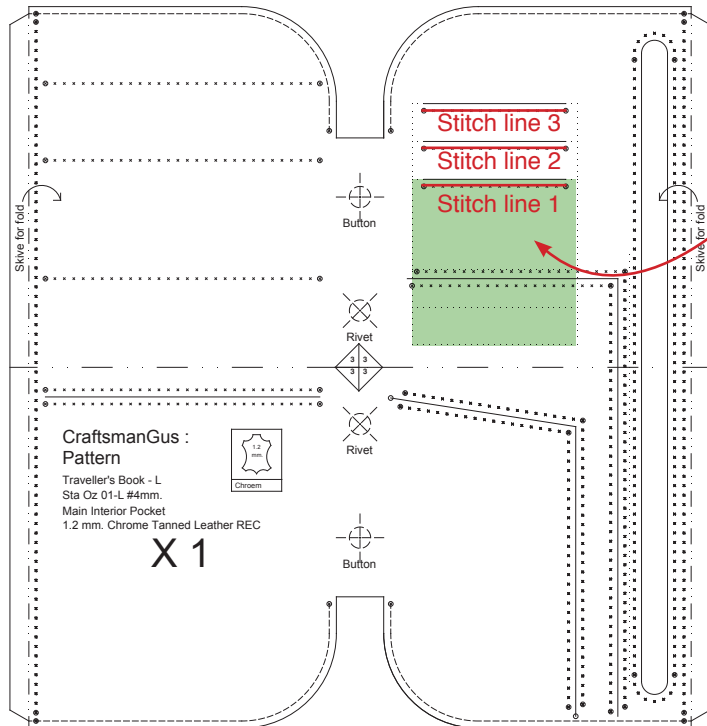 Stitch line 3
Stitch line 2
Stitch line 1
Skive for fold
Skive for fold
Button
Rivet
3 3
3 3
Rivet
CraftsmanGus :
Pattern
Traveller's Book - L
Sta Oz 01-L #4mm.
Main Interior Pocket
1.2 mm. Chrome Tanned Leather REC
X 1
1.2
mm.
Chroem
Button